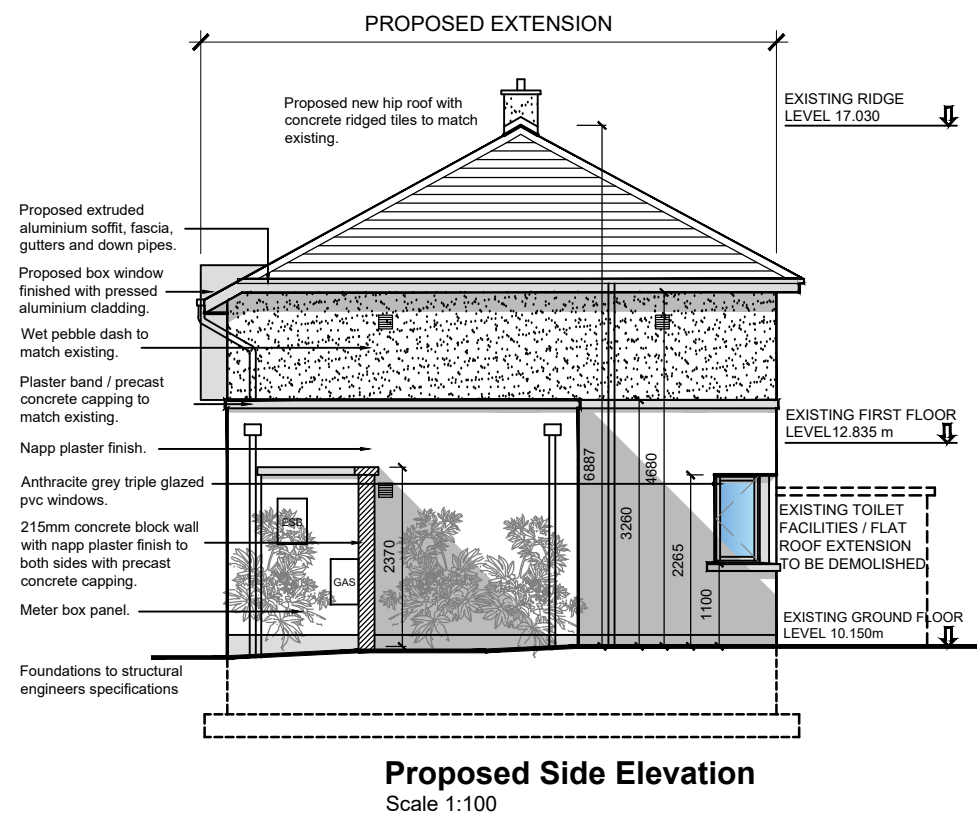 PROPOSED EXTENSION
Proposed new hip roof with
concrete ridged tiles to match
existing.
EXISTING RIDGE
LEVEL 17.030
Proposed extruded
aluminium soffit, fascia,
gutters and down pipes.
Proposed box window
finished with pressed
aluminium cladding.
Wet pebble dash to
match existing.
Plaster band / precast
concrete capping to
match existing.
Napp plaster finish.
Anthracite grey triple glazed
pvc windows.
215mm concrete block wall
with napp plaster finish to
both sides with precast
concrete capping.
Meter box panel.
Foundations to structural
engineers specifications
ESB
GAS
2370
6887
3260
4680
2265
1100
EXISTING FIRST FLOOR
LEVEL12.835 m
EXISTING TOILET
FACILITIES / FLAT
ROOF EXTENSION
TO BE DEMOLISHED
EXISTING GROUND FLOOR
LEVEL 10.150m
Proposed Side Elevation
Scale 1:100